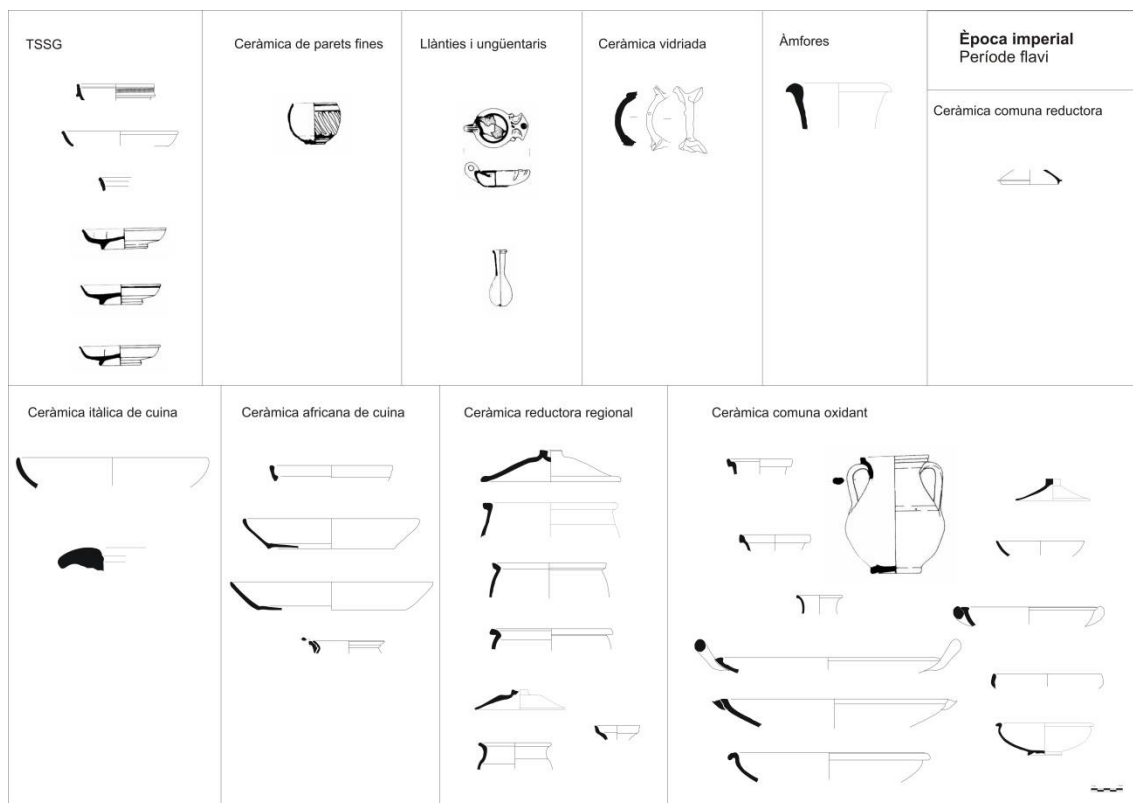 TSSG
Ceràmica de parets fines
Llànties i ungüentaris
Ceràmica vidriada
Àmfores
Època imperial
Període flavi
Ceràmica comuna reductora
Ceràmica itàlica de cuina
Ceràmica africana de cuina
Ceràmica reductora regional
Ceràmica comuna oxidant